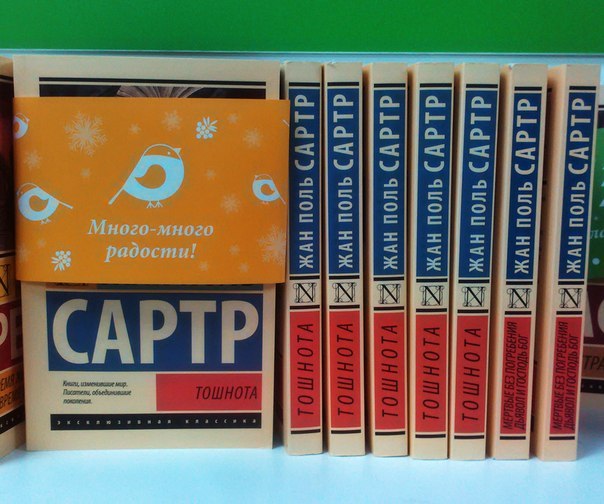 Много-много
радости!
САРТР
Книги, изменившие мир.
Писатели, объединившие
поколения.
ТОШНОТА
эксклюзивная классика
ЖАН ПОЛЬ САРТР
N
ТОШНОТА
ЖАН ПОЛЬ САРТР
N
ТОШНОТА
ЖАН ПОЛЬ САРТР
N
ТОШНОТА
ЖАН ПОЛЬ САРТР
N
ТОШНОТА
ЖАН ПОЛЬ САРТР
N
ТОШНОТА
ЖАН ПОЛЬ САРТР
N
МЕРТВЫЕ БЕЗ ПОГРЕБЕНИЯ
ДЬЯВОЛ И ГОСПОДЬ БОГ
ЖАН ПОЛЬ САРТР
N
МЕРТВЫЕ БЕЗ ПОГРЕБЕНИЯ
ДЬЯВОЛ И ГОСПОДЬ БОГ